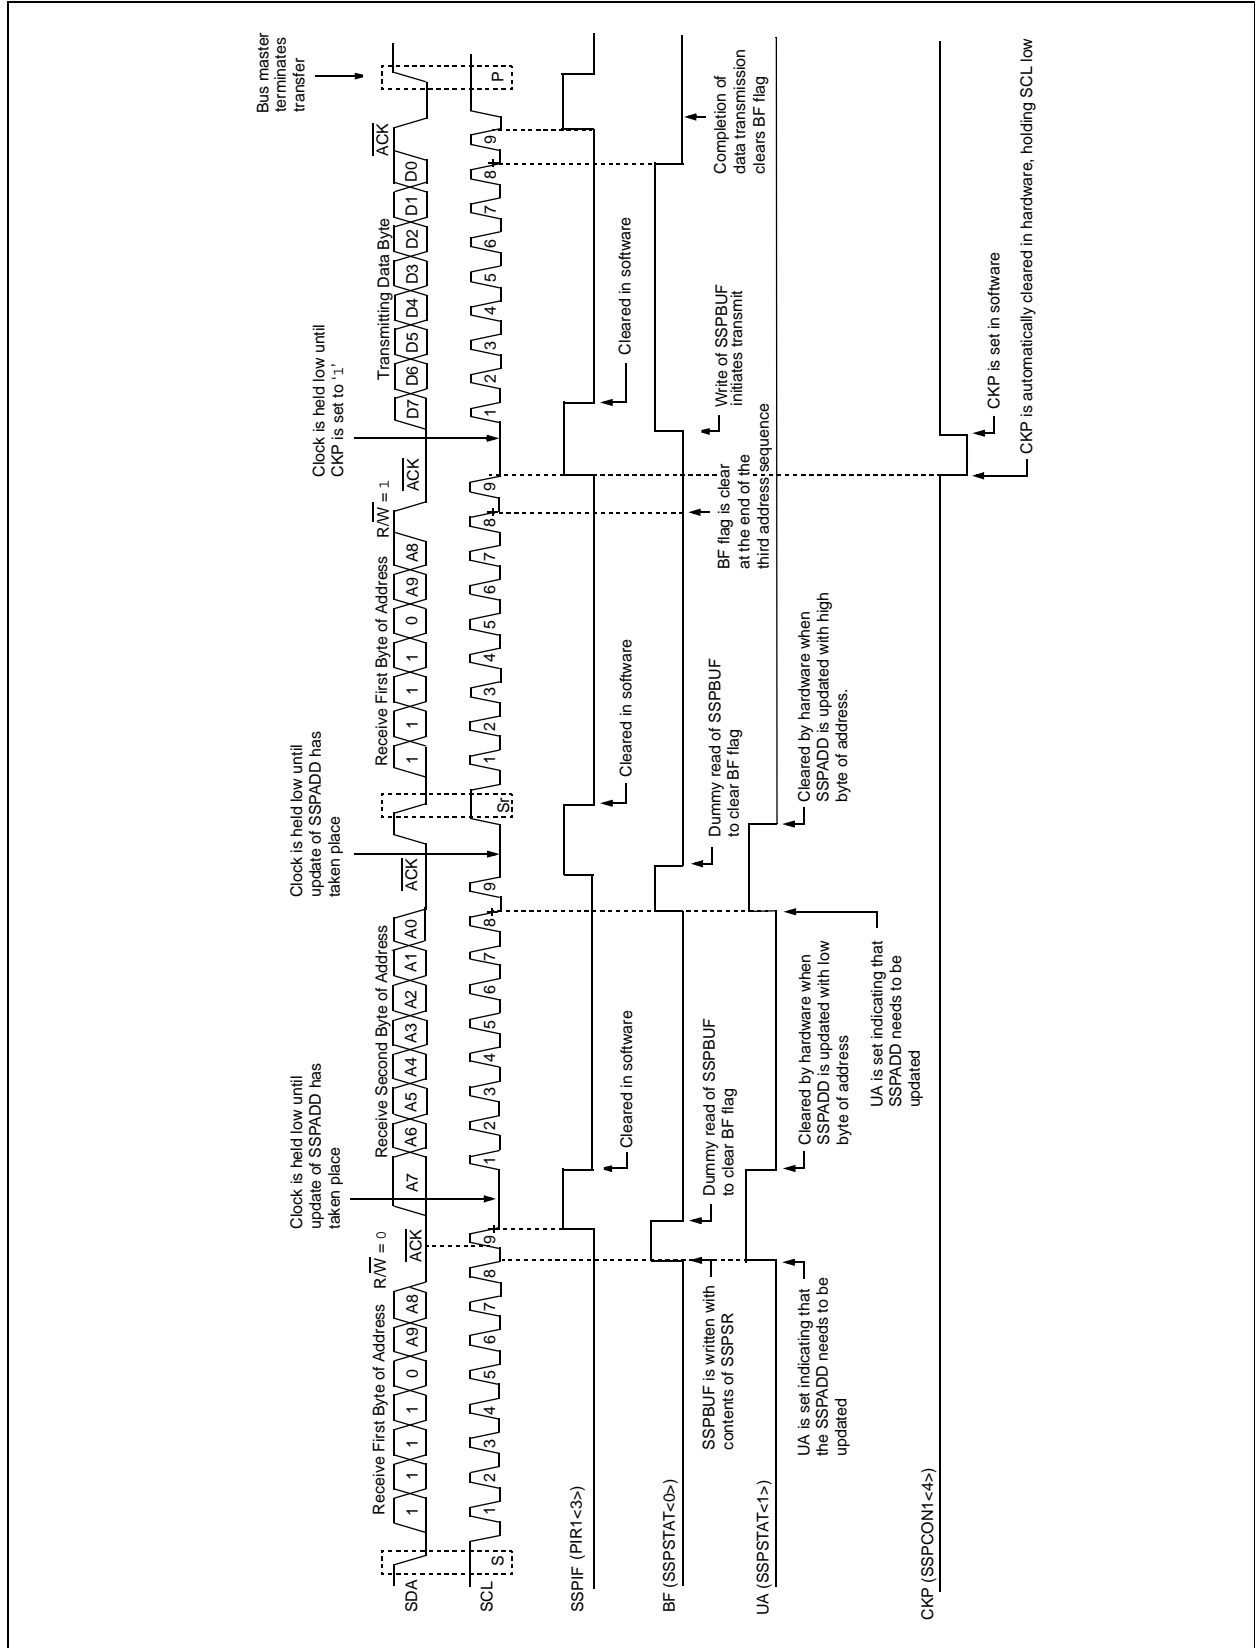 Bus master
terminates
transfer
Clock is held low until
CKP is set to ‘1’
Clock is held low until
update of SSPADD has
taken place
Clock is held low until
update of SSPADD has
taken place
Receive First Byte of Address R/W = 0
ACK
Receive Second Byte of Address
ACK
Receive First Byte of Address R/W = 1
ACK
Transmitting Data Byte
ACK
SDA
1 1 1 1 0 A9 A8
A7 A6 A5 A4 A3 A2 A1 A0
1 1 1 1 0 A9 A8
D7 D6 D5 D4 D3 D2 D1 D0
SCL
S
1 2 3 4 5 6 7 8 9
1 2 3 4 5 6 7 8 9
Sr
1 2 3 4 5 6 7 8 9
1 2 3 4 5 6 7 8 9
P
SSPIF (PIR1<3>)
Cleared in software
Cleared in software
Cleared in software
BF (SSPSTAT<0>)
SSPBUF is written with
contents of SSPSR
Dummy read of SSPBUF
to clear BF flag
Dummy read of SSPBUF
to clear BF flag
BF flag is clear
at the end of the
third address sequence
Write of SSPBUF
initiates transmit
Completion of
data transmission
clears BF flag
UA (SSPSTAT<1>)
UA is set indicating that
the SSPADD needs to be
updated
Cleared by hardware when
SSPADD is updated with low
byte of address
UA is set indicating that
SSPADD needs to be
updated
Cleared by hardware when
SSPADD is updated with high
byte of address.
CKP (SSPCON1<4>)
CKP is set in software
CKP is automatically cleared in hardware, holding SCL low